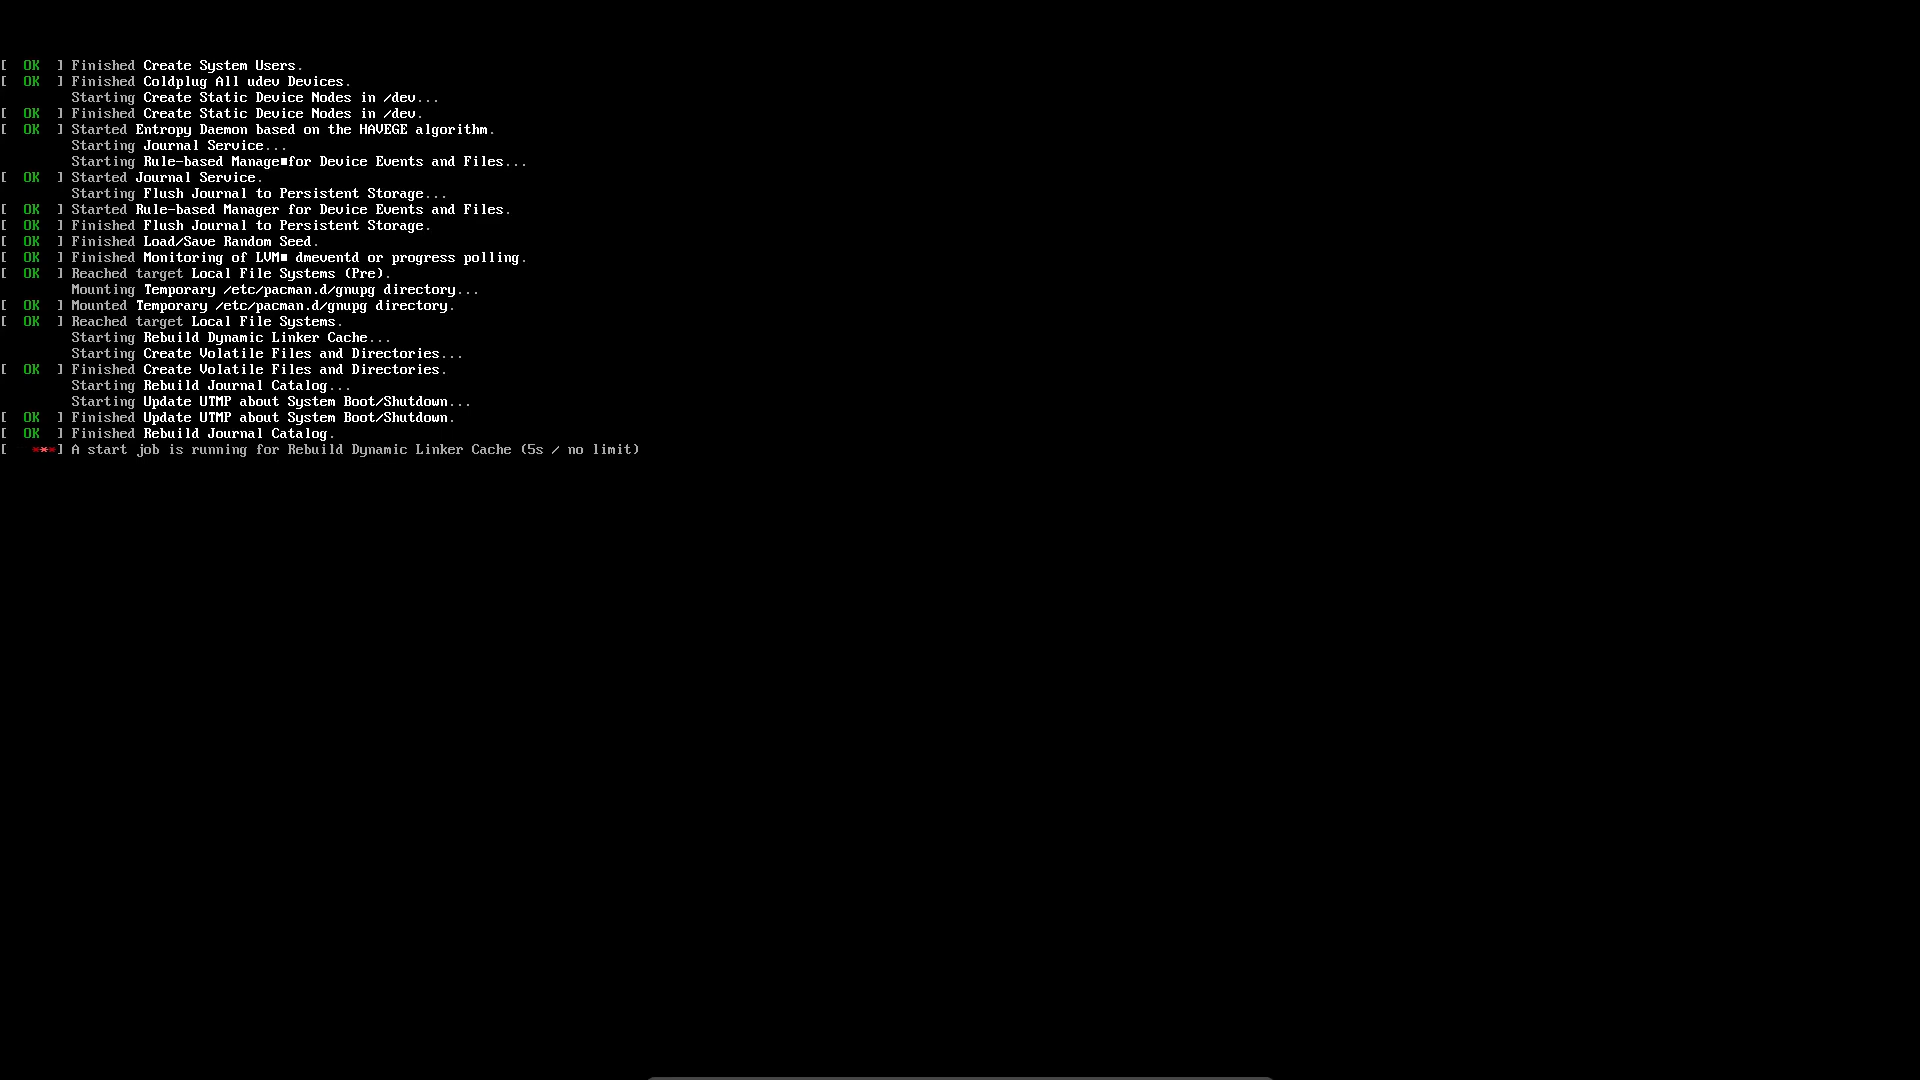 [  OK  ] Finished Create System Users.
[  OK  ] Finished Coldplug All udev Devices.
         Starting Create Static Device Nodes in /dev...
[  OK  ] Finished Create Static Device Nodes in /dev.
[  OK  ] Started Entropy Daemon based on the HAVEGE algorithm.
         Starting Journal Service...
         Starting Rule-based Manage■for Device Events and Files...
[  OK  ] Started Journal Service.
         Starting Flush Journal to Persistent Storage...
[  OK  ] Started Rule-based Manager for Device Events and Files.
[  OK  ] Finished Flush Journal to Persistent Storage.
[  OK  ] Finished Load/Save Random Seed.
[  OK  ] Finished Monitoring of LVM■ dmeventd or progress polling.
[  OK  ] Reached target Local File Systems (Pre).
         Mounting Temporary /etc/pacman.d/gnupg directory...
[  OK  ] Mounted Temporary /etc/pacman.d/gnupg directory.
[  OK  ] Reached target Local File Systems.
         Starting Rebuild Dynamic Linker Cache...
         Starting Create Volatile Files and Directories...
[  OK  ] Finished Create Volatile Files and Directories.
         Starting Rebuild Journal Catalog...
         Starting Update UTMP about System Boot/Shutdown...
[  OK  ] Finished Update UTMP about System Boot/Shutdown.
[  OK  ] Finished Rebuild Journal Catalog.
[   ***] A start job is running for Rebuild Dynamic Linker Cache (5s / no limit)